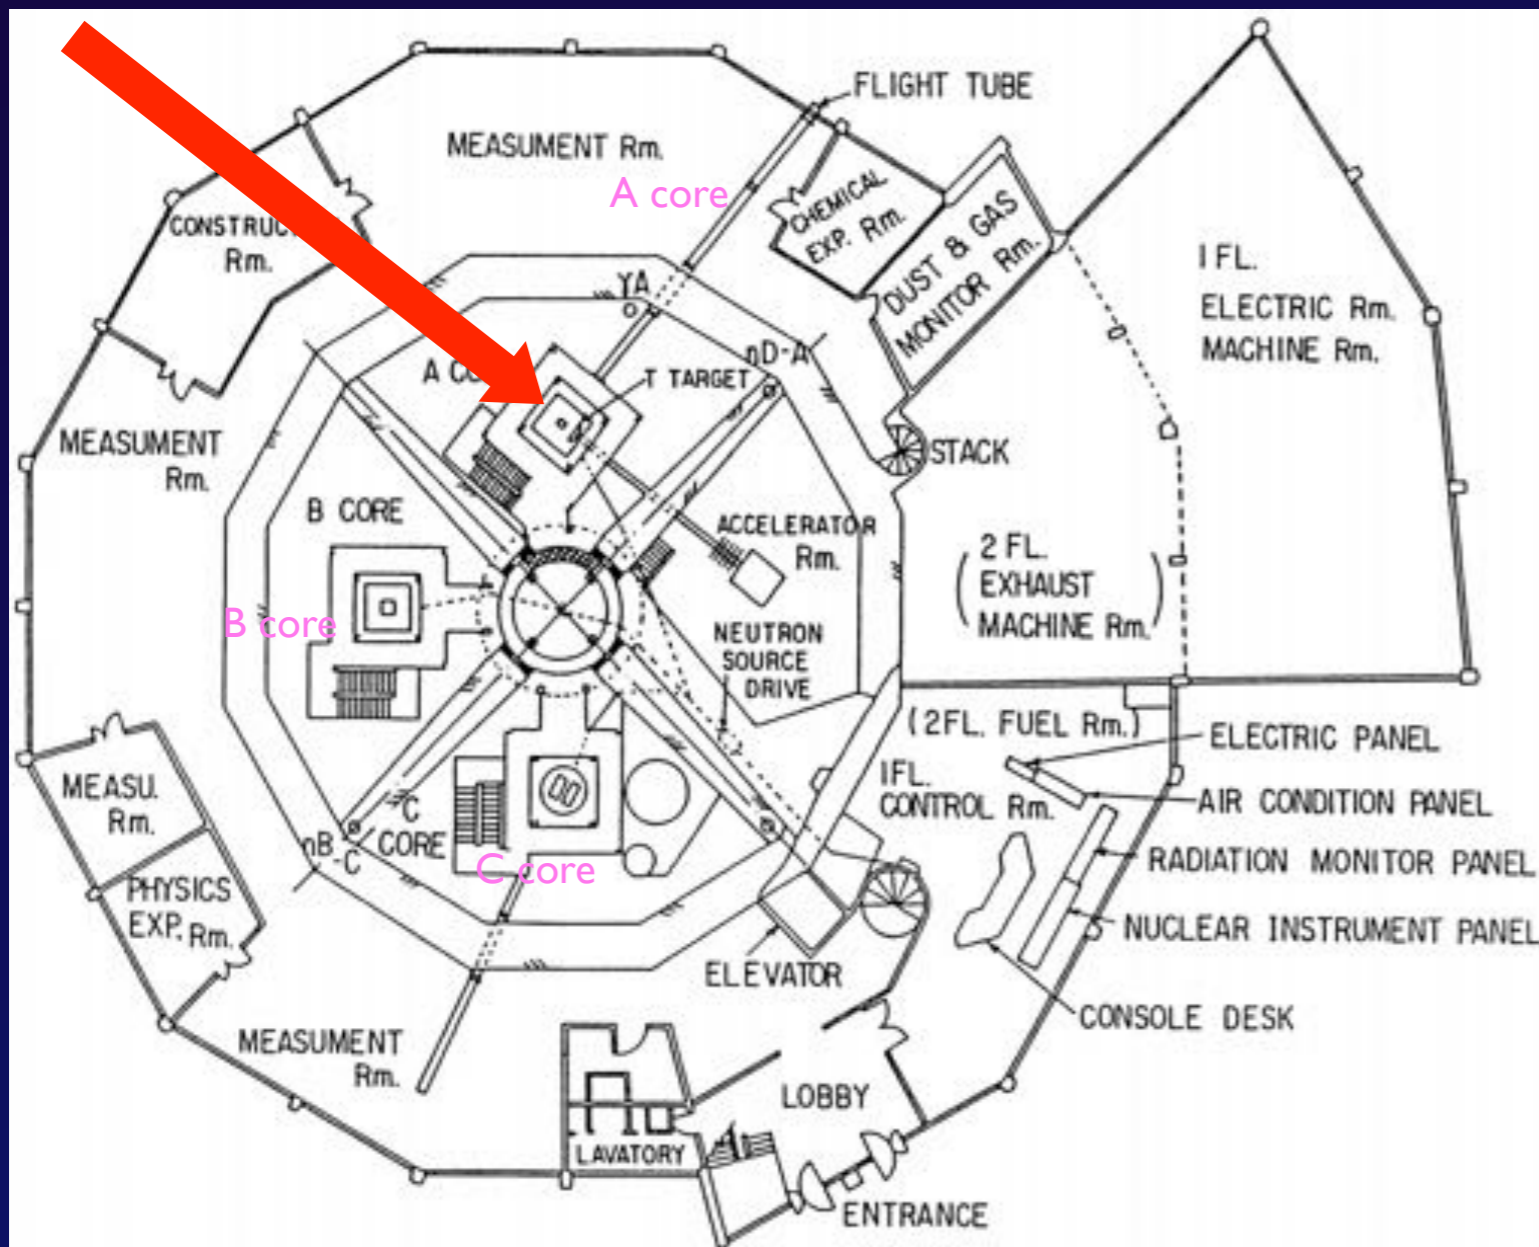 FLIGHT TUBE
MEASUMENT Rm.
A core
CHEMICAL
EXP. Rm.
DUST & GAS
MONITOR Rm.
Rm.
1 FL.
ELECTRIC Rm.
MACHINE Rm.
γA
nD-A
T TARGET
STACK
MEASUMENT
Rm.
B CORE
B core
ACCELERATOR
Rm.
( 2 FL.
EXHAUST
MACHINE Rm. )
NEUTRON
SOURCE
DRIVE
(2FL. FUEL Rm.)
ELECTRIC PANEL
1FL.
CONTROL Rm.
AIR CONDITION PANEL
MEASU.
Rm.
nB-C
C
CORE
C core
RADIATION MONITOR PANEL
PHYSICS
EXP. Rm.
NUCLEAR INSTRUMENT PANEL
ELEVATOR
CONSOLE DESK
MEASUMENT
Rm.
LOBBY
LAVATORY
ENTRANCE